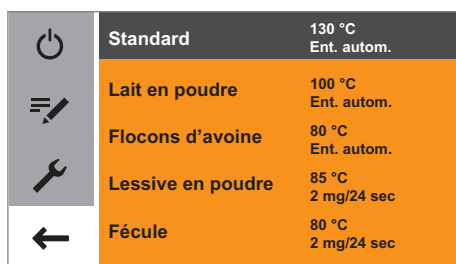 Standard 130 °C
Ent. autom.
Lait en poudre 100 °C
Ent. autom.
Flocons d'avoine 80 °C
Ent. autom.
Lessive en poudre 85 °C
2 mg/24 sec
Fécule 80 °C
2 mg/24 sec